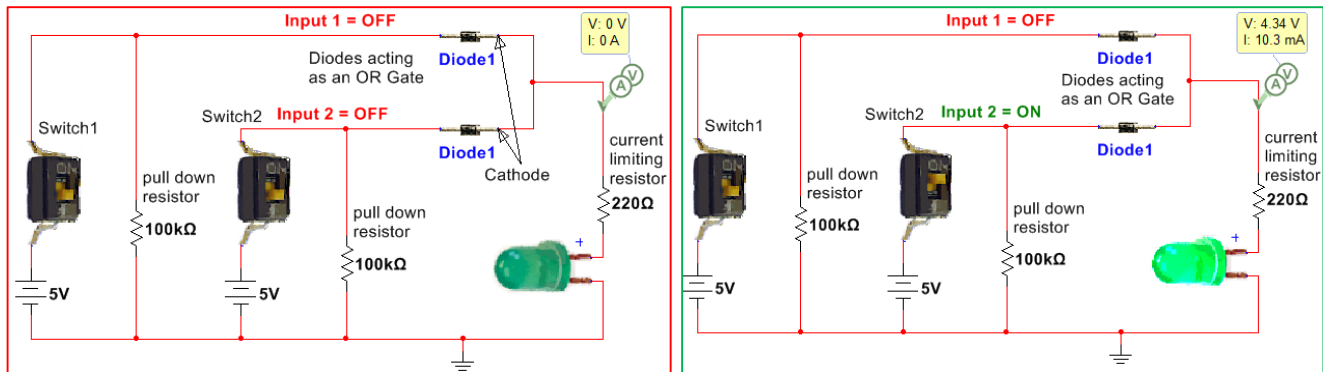 Input 1 = OFF
V: 0 V
I: 0 A
Diodes acting
as an OR Gate
Diode1
A
V
Switch1
Switch2
Input 2 = OFF
Diode1
Cathode
current
limiting
resistor
220Ω
pull down
resistor
100kΩ
pull down
resistor
100kΩ
+
5V
5V
Input 1 = OFF
V: 4.34 V
I: 10.3 mA
Diode1
Diodes acting
as an OR Gate
A
V
Switch1
Switch2
Input 2 = ON
Diode1
current
limiting
resistor
220Ω
pull down
resistor
100kΩ
pull down
resistor
100kΩ
+
5V
5V